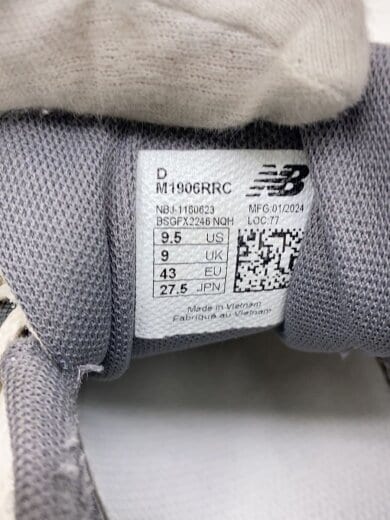 D
M1906RRC
NBJ-1160623
BSGFX2246 NQH
MFG:01/2024
LOC:77
9.5 US
9 UK
43 EU
27.5 JPN
Made in Vietnam
Fabriqué au Vietnam